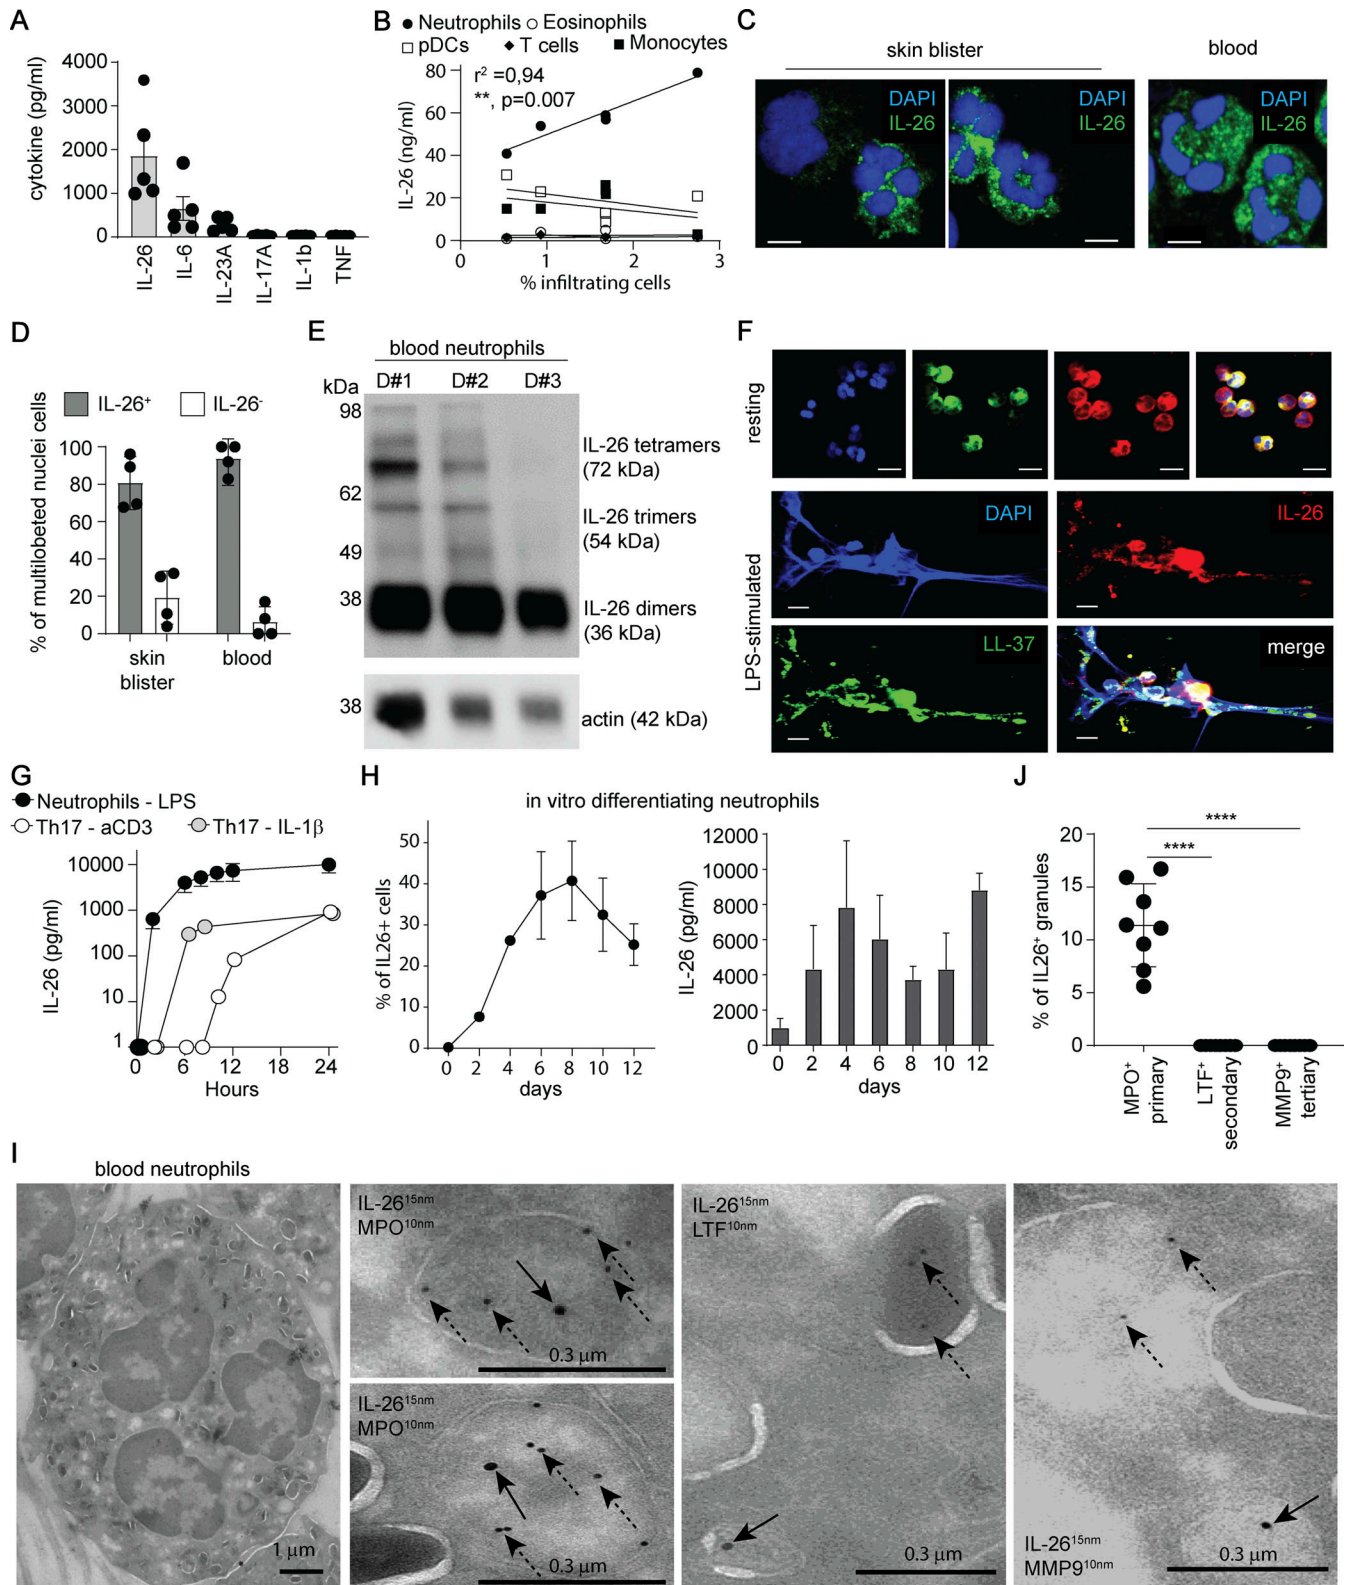 A
cytokine (pg/ml)
4000
3000
2000
1000
0
IL-26
IL-6
IL-23A
IL-17A
IL-1b
TNF
B
Neutrophils
Eosinophils
pDCs
T cells
Monocytes
r² =0,94
**, p=0.007
IL-26 (ng/ml)
80
60
40
20
0
0 1 2 3
% infiltrating cells
C
skin blister
blood
DAPI
IL-26
DAPI
IL-26
DAPI
IL-26
D
IL-26⁺
IL-26⁻
% of multilobeted nuclei cells
100
80
60
40
20
0
skin
blister
blood
E
blood neutrophils
kDa
D#1 D#2 D#3
98
62
49
38
IL-26 tetramers
(72 kDa)
IL-26 trimers
(54 kDa)
IL-26 dimers
(36 kDa)
38
actin (42 kDa)
F
resting
LPS-stimulated
DAPI
IL-26
LL-37
merge
G
Neutrophils - LPS
Th17 - aCD3
Th17 - IL-1β
IL-26 (pg/ml)
10000
1000
100
10
1
0 6 12 18 24
Hours
H
in vitro differentiating neutrophils
% of IL26+ cells
50
40
30
20
10
0
0 2 4 6 8 10 12
days
IL-26 (pg/ml)
12000
10000
8000
6000
4000
2000
0
0 2 4 6 8 10 12
days
J
% of IL26⁺ granules
20
15
10
5
0
****
****
MPO⁺
primary
LTF⁺
secondary
MMP9⁺
tertiary
I
blood neutrophils
1 µm
IL-26¹⁵ⁿᵐ
MPO¹⁰ⁿᵐ
0.3 µm
IL-26¹⁵ⁿᵐ
MPO¹⁰ⁿᵐ
0.3 µm
IL-26¹⁵ⁿᵐ
LTF¹⁰ⁿᵐ
0.3 µm
IL-26¹⁵ⁿᵐ
MMP9¹⁰ⁿᵐ
0.3 µm